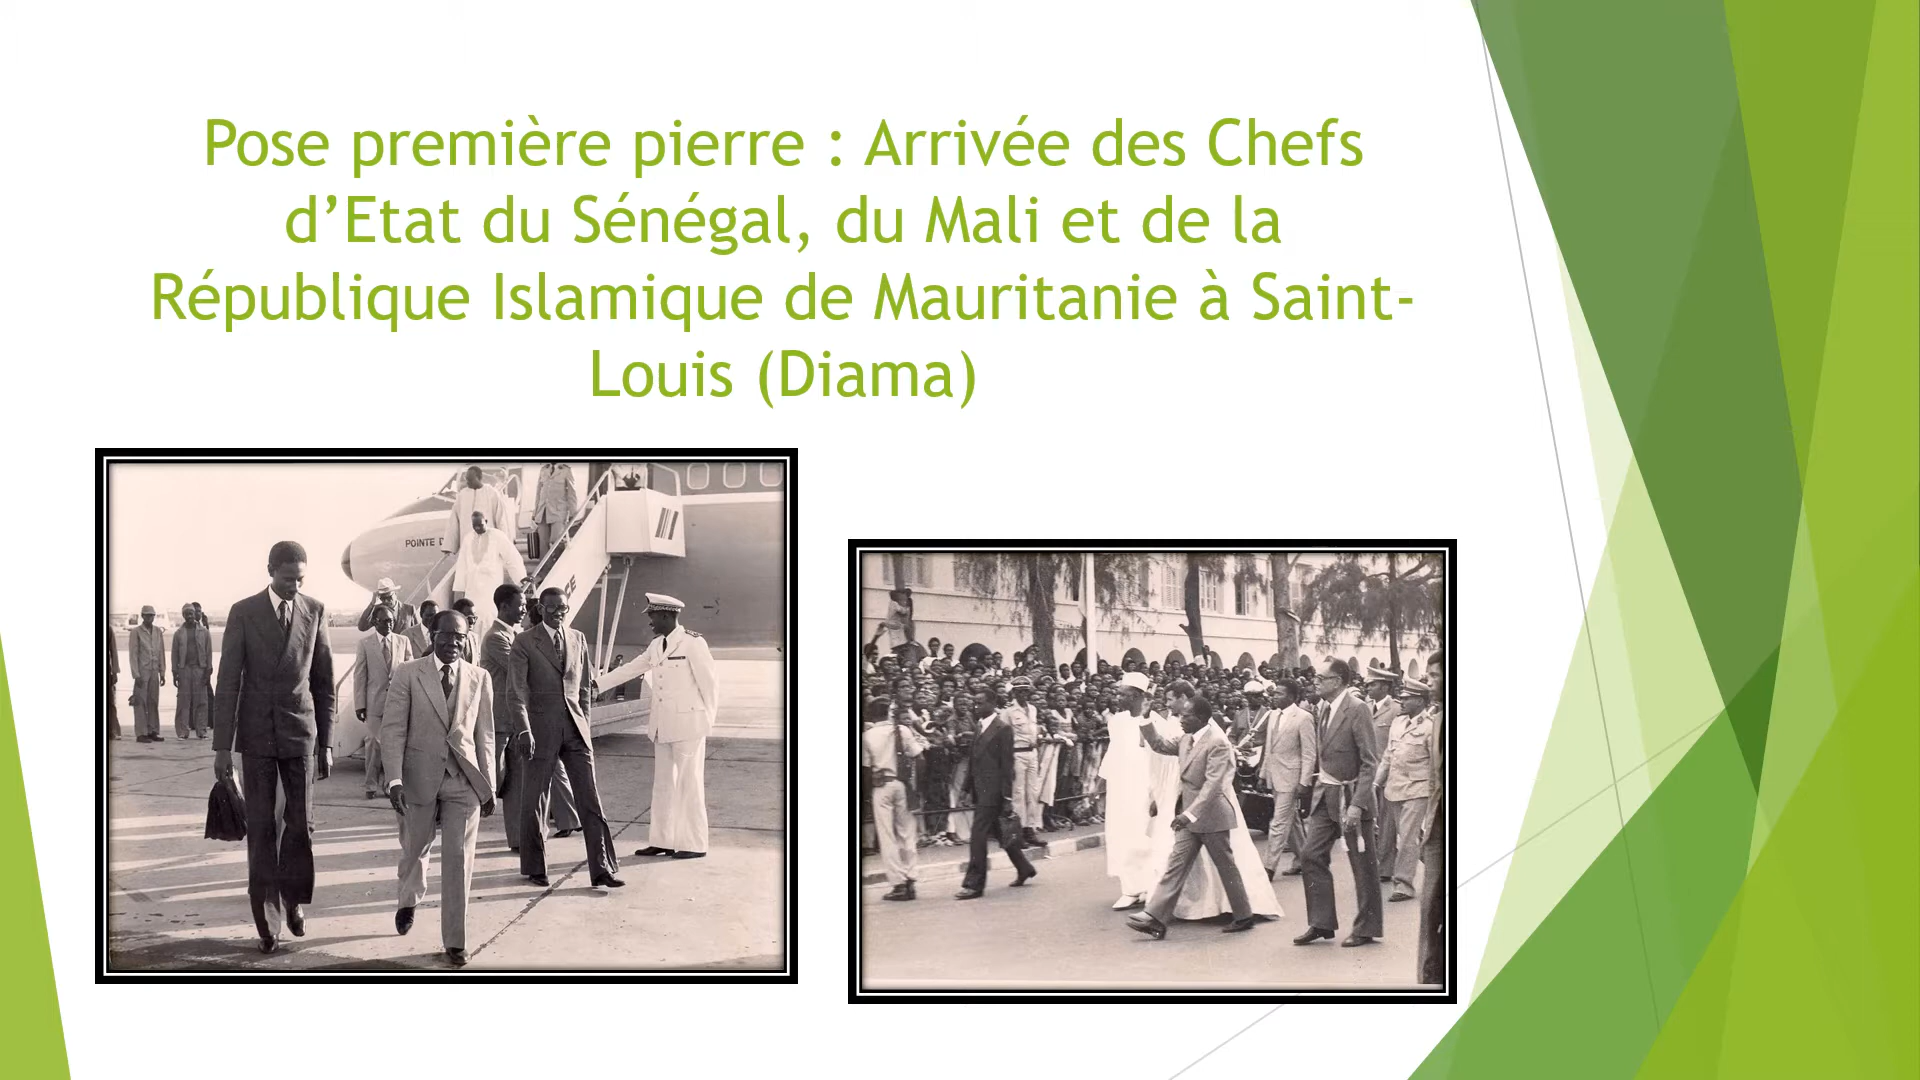 Pose première pierre : Arrivée des Chefs
d’Etat du Sénégal, du Mali et de la
République Islamique de Mauritanie à Saint-
Louis (Diama)
POINTE